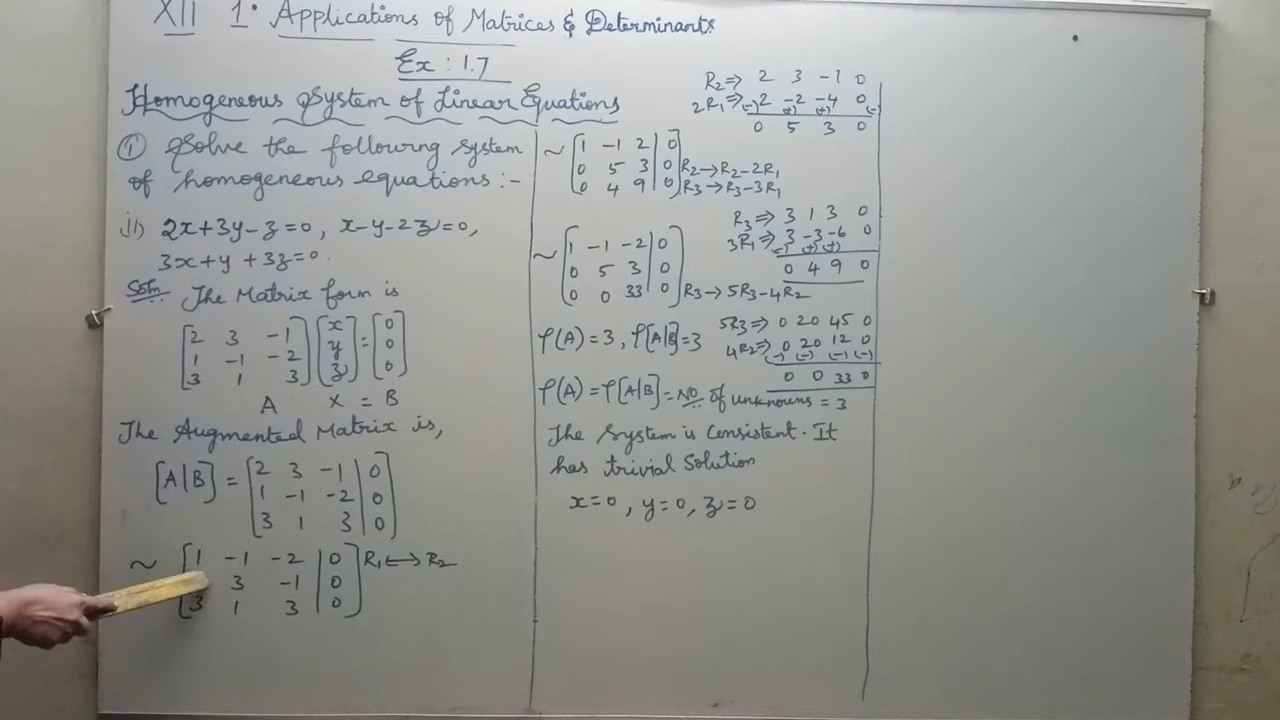 XII 1. Applications of Matrices & Determinants
Ex : 1.7
Homogeneous System of Linear Equations
① Solve the following system
of homogeneous equations :-
ii) 2x+3y-z=0, x-y-2z=0,
3x+y+3z=0.
Soln. The Matrix form is
[2 3 -1] [x] = [0]
[1 -1 -2] [y] [0]
[3 1 3] [z] [0]
A X = B
The Augmented Matrix is,
[A|B] = [2 3 -1 | 0]
[1 -1 -2 | 0]
[3 1 3 | 0]
~ [1 -1 -2 | 0] R₁ ↔ R₂
3 -1 | 0]
[3 1 3 | 0]
R₂ ⇒ 2 3 -1 0
2R₁ ⇒ (-)2 -2(+) -4(+) 0(-)
0 5 3 0
~ [1 -1 2 | 0]
[0 5 3 | 0] R₂→R₂-2R₁
[0 4 9 | 0] R₃→R₃-3R₁
R₃ ⇒ 3 1 3 0
3R₁ ⇒ 3(-) -3(+) -6(+) 0
0 4 9 0
~ [1 -1 -2 | 0]
[0 5 3 | 0]
[0 0 33 | 0] R₃→5R₃-4R₂
5R₃ ⇒ 0 20 45 0
4R₂ ⇒ 0(-) 20(-) 12(-) 0(-)
0 0 33 0
ρ(A)=3, ρ[A|B]=3
ρ(A)=ρ[A|B]=NO. of unknowns = 3
The System is Consistent. It
has trivial Solution
x=0, y=0, z=0